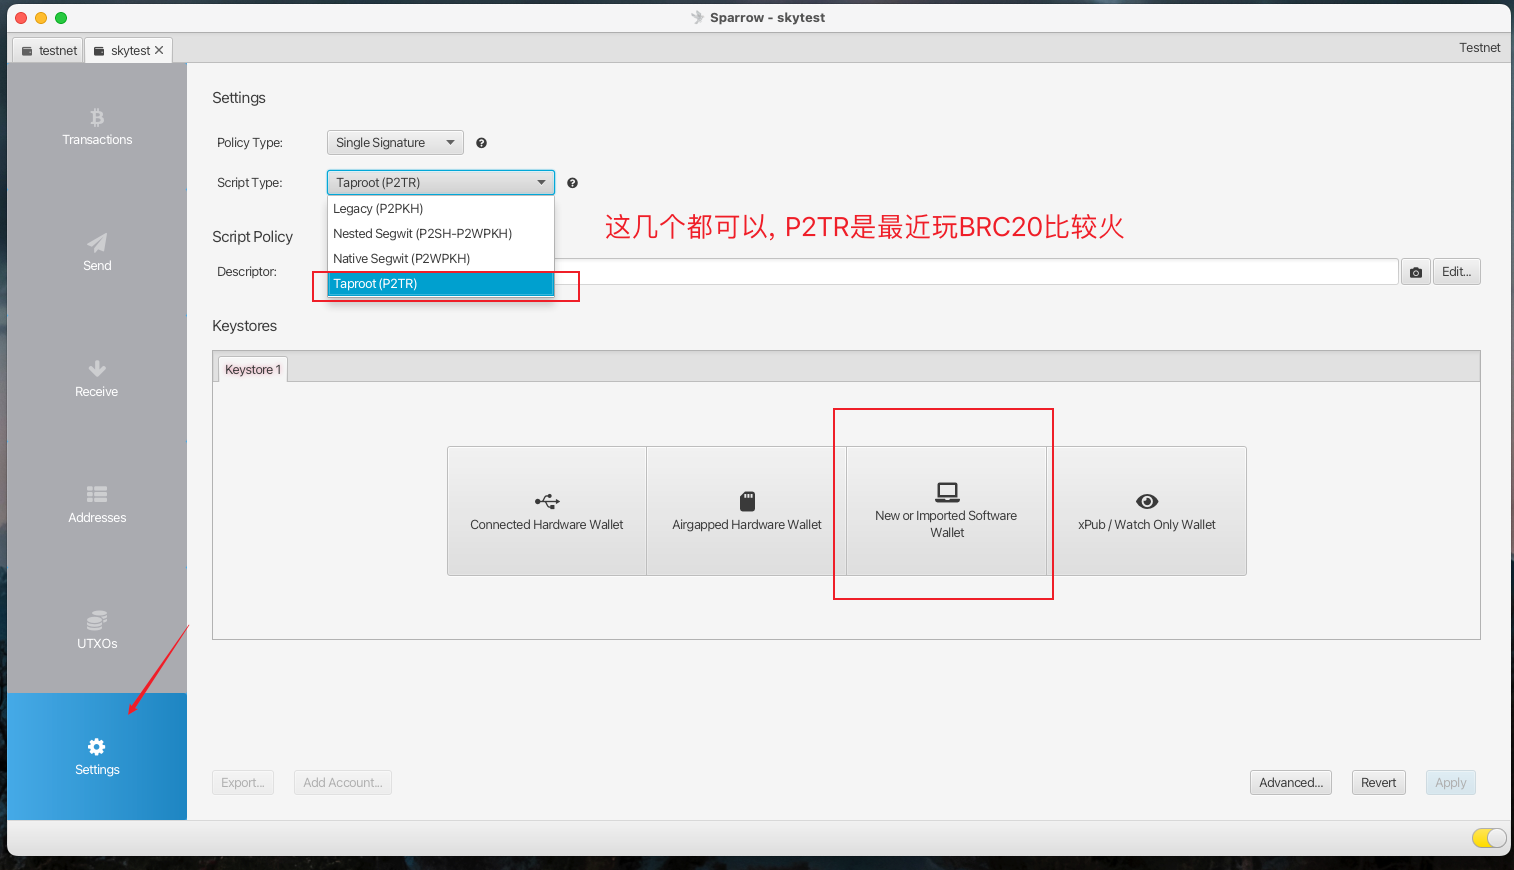 Sparrow - skytest
testnet
skytest
Testnet
Transactions
Send
Receive
Addresses
UTXOs
Settings
Settings
Policy Type:
Single Signature
Script Type:
Taproot (P2TR)
Legacy (P2PKH)
Nested Segwit (P2SH-P2WPKH)
Native Segwit (P2WPKH)
Taproot (P2TR)
这几个都可以, P2TR是最近玩BRC20比较火
Script Policy
Descriptor:
Edit...
Keystores
Keystore 1
Connected Hardware Wallet
Airgapped Hardware Wallet
New or Imported Software
Wallet
xPub / Watch Only Wallet
Export...
Add Account...
Advanced...
Revert
Apply